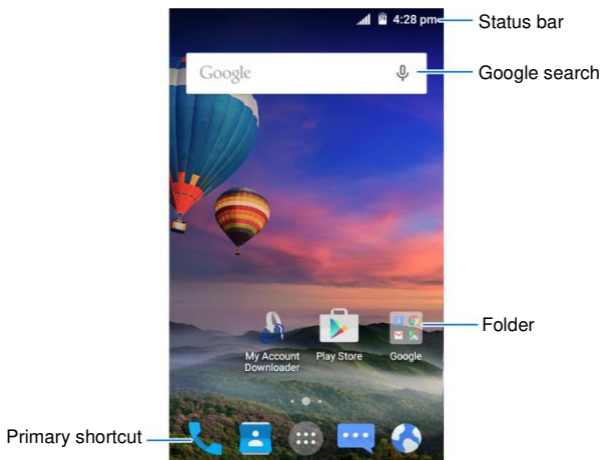 4:28 pm
Status bar
Google
Google search
Folder
My Account
Downloader
Play Store
Google
Primary shortcut